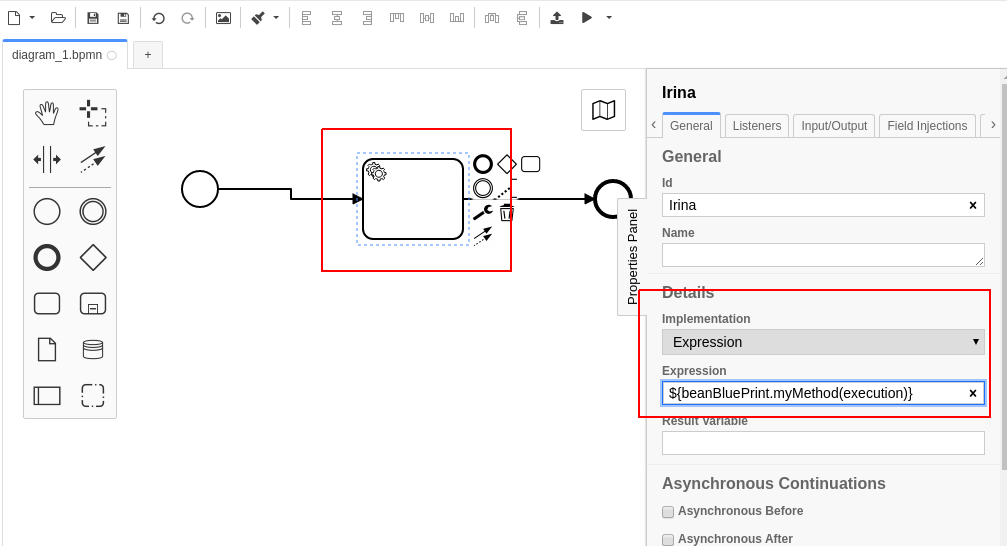 diagram_1.bpmn
+
Irina
General
Listeners
Input/Output
Field Injections
General
Id
Irina
Name
Properties Panel
Details
Implementation
Expression
Expression
${beanBluePrint.myMethod(execution)}
Result Variable
Asynchronous Continuations
Asynchronous Before
Asynchronous After